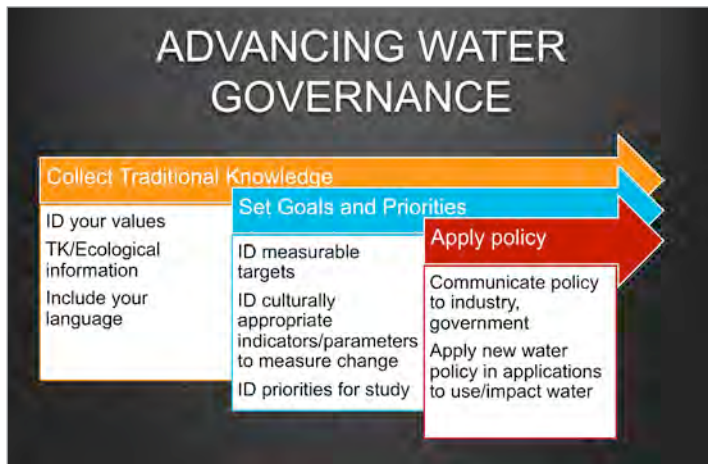 ADVANCING WATER
GOVERNANCE
Collect Traditional Knowledge
ID your values
TK/Ecological
information
Include your
language
Set Goals and Priorities
ID measurable
targets
ID culturally
appropriate
indicators/parameters
to measure change
ID priorities for study
Apply policy
Communicate policy
to industry,
government
Apply new water
policy in applications
to use/impact water